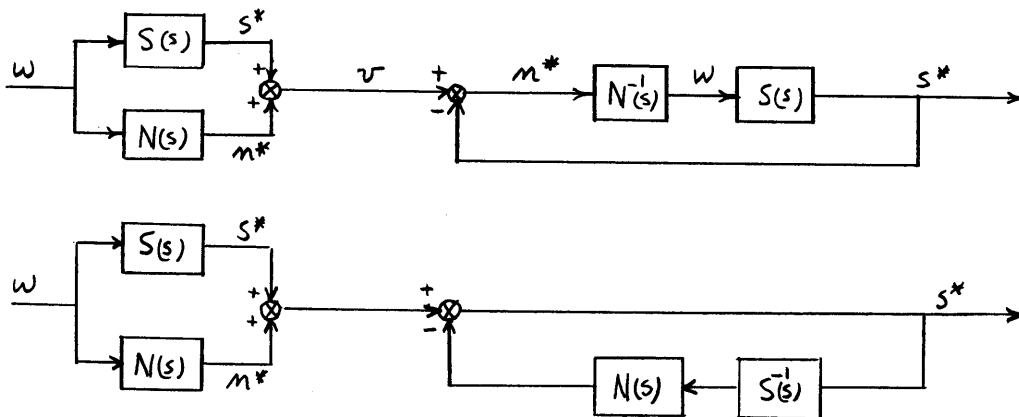 S(s) s*
w + v + n* N⁻¹(s) w S(s) s*
+ −
N(s) n*
S(s) s*
w + + s*
+ −
N(s) n* N(s) S⁻¹(s)